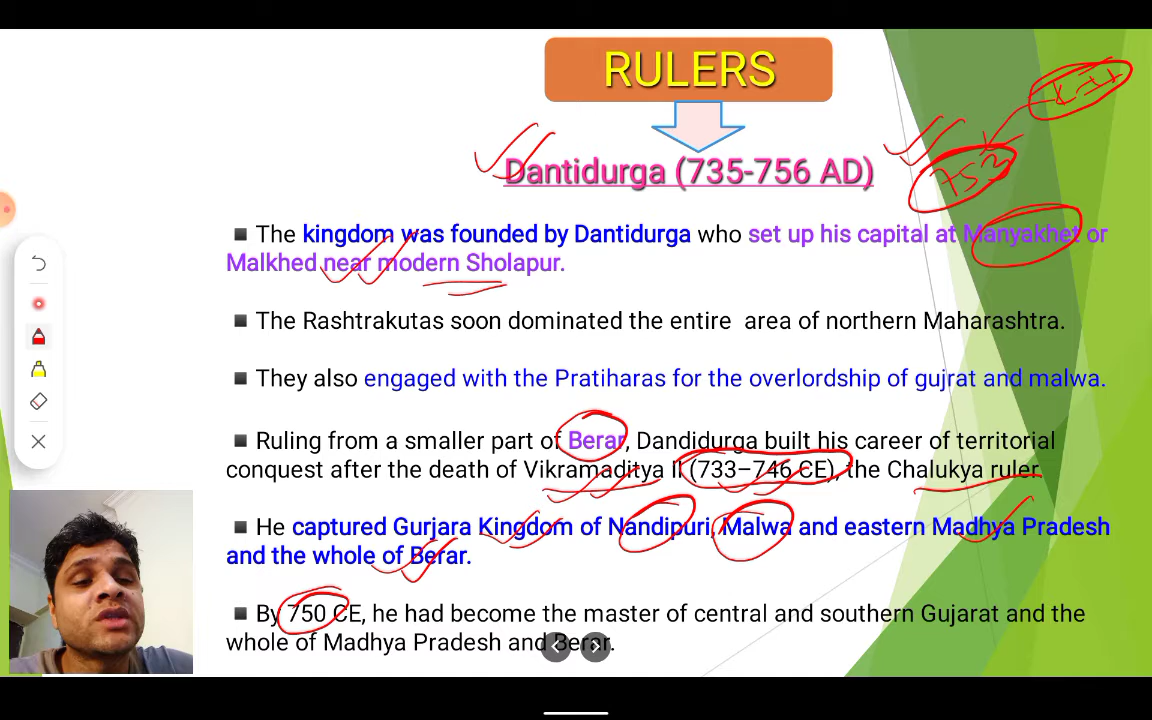 RULERS
Dantidurga (735-756 AD)
753
K-II
The kingdom was founded by Dantidurga who set up his capital at Manyakhet or
Malkhed near modern Sholapur.
The Rashtrakutas soon dominated the entire area of northern Maharashtra.
They also engaged with the Pratiharas for the overlordship of gujrat and malwa.
Ruling from a smaller part of Berar, Dandidurga built his career of territorial
conquest after the death of Vikramaditya II (733–746 CE), the Chalukya ruler.
He captured Gurjara Kingdom of Nandipuri, Malwa and eastern Madhya Pradesh
and the whole of Berar.
By 750 CE, he had become the master of central and southern Gujarat and the
whole of Madhya Pradesh and Berar.